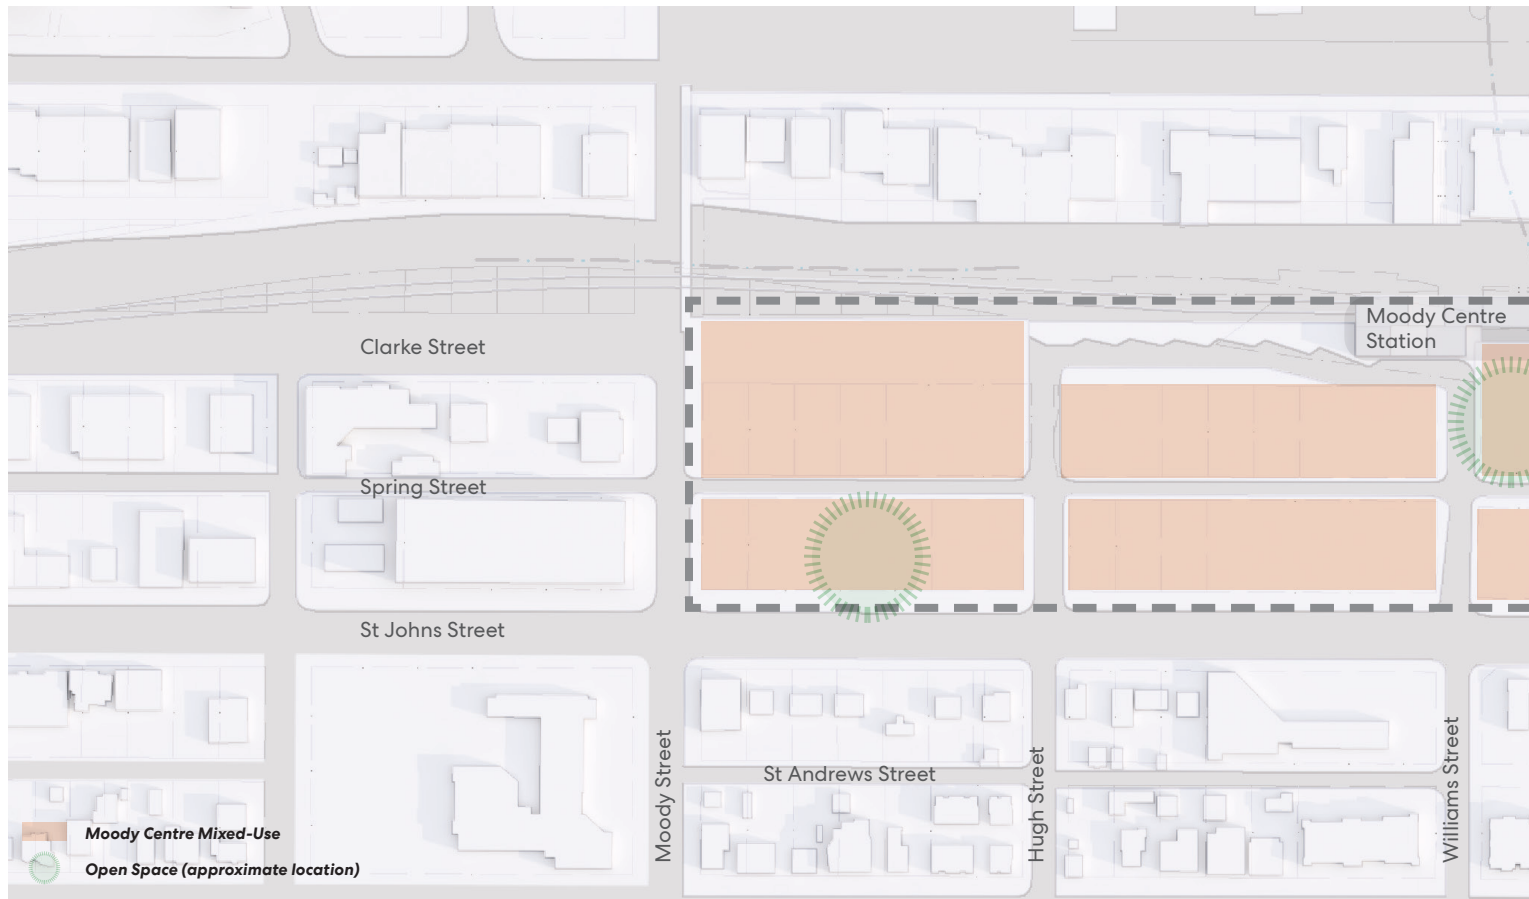 Moody Centre
Station
Clarke Street
Spring Street
St Johns Street
Moody Street
St Andrews Street
Hugh Street
Williams Street
Moody Centre Mixed-Use
Open Space (approximate location)